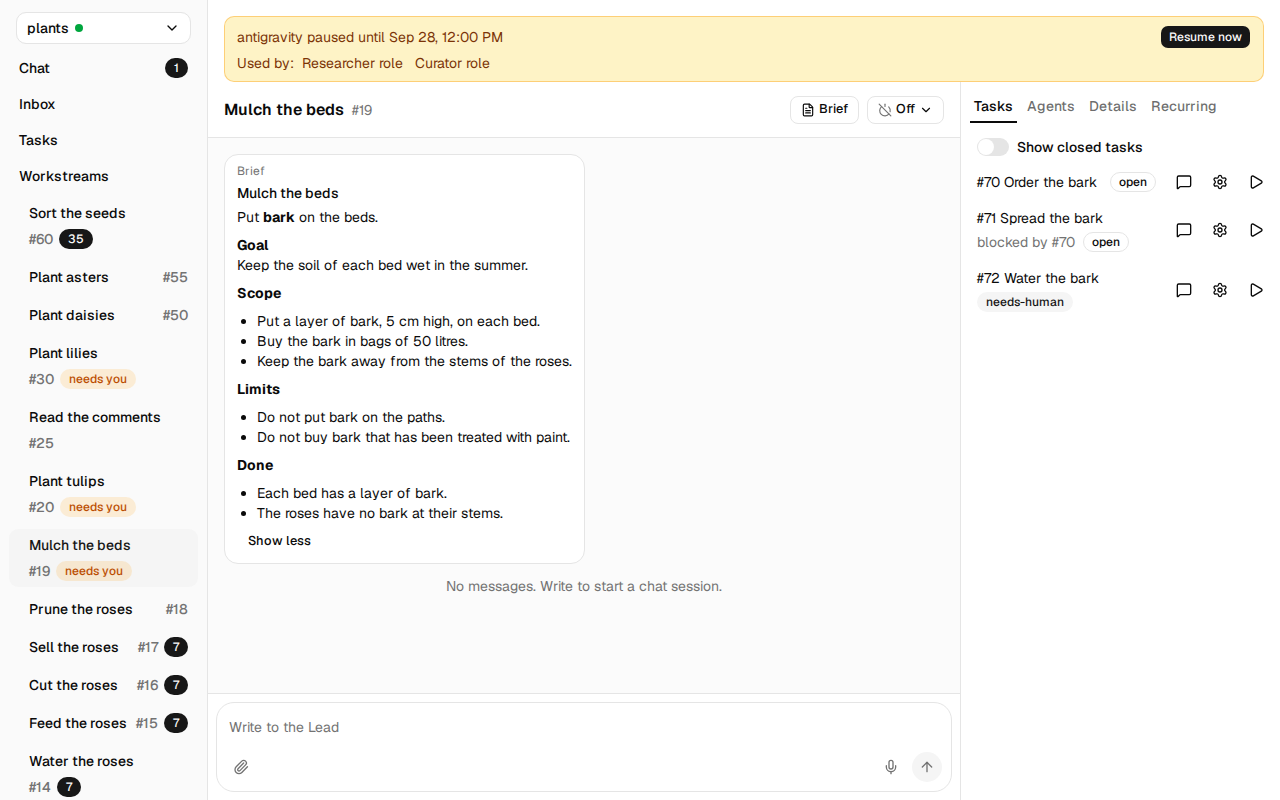 plants
Chat
1
Inbox
Tasks
Workstreams
Sort the seeds
#60 35
Plant asters #55
Plant daisies #50
Plant lilies
#30 needs you
Read the comments
#25
Plant tulips
#20 needs you
Mulch the beds
#19 needs you
Prune the roses #18
Sell the roses #17 7
Cut the roses #16 7
Feed the roses #15 7
Water the roses
#14 7
antigravity paused until Sep 28, 12:00 PM
Resume now
Used by: Researcher role Curator role
Mulch the beds #19
Brief
Off
Brief
Mulch the beds
Put bark on the beds.
Goal
Keep the soil of each bed wet in the summer.
Scope
• Put a layer of bark, 5 cm high, on each bed.
• Buy the bark in bags of 50 litres.
• Keep the bark away from the stems of the roses.
Limits
• Do not put bark on the paths.
• Do not buy bark that has been treated with paint.
Done
• Each bed has a layer of bark.
• The roses have no bark at their stems.
Show less
No messages. Write to start a chat session.
Write to the Lead
Tasks Agents Details Recurring
Show closed tasks
#70 Order the bark open
#71 Spread the bark
blocked by #70 open
#72 Water the bark
needs-human